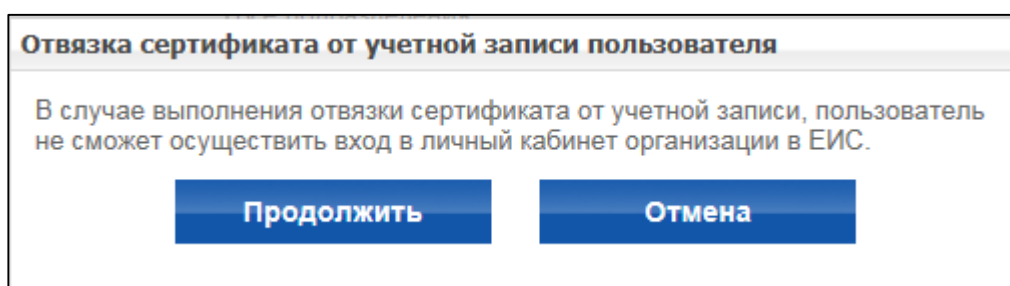 Отвязка сертификата от учетной записи пользователя
В случае выполнения отвязки сертификата от учетной записи, пользователь
не сможет осуществить вход в личный кабинет организации в ЕИС.
Продолжить Отмена